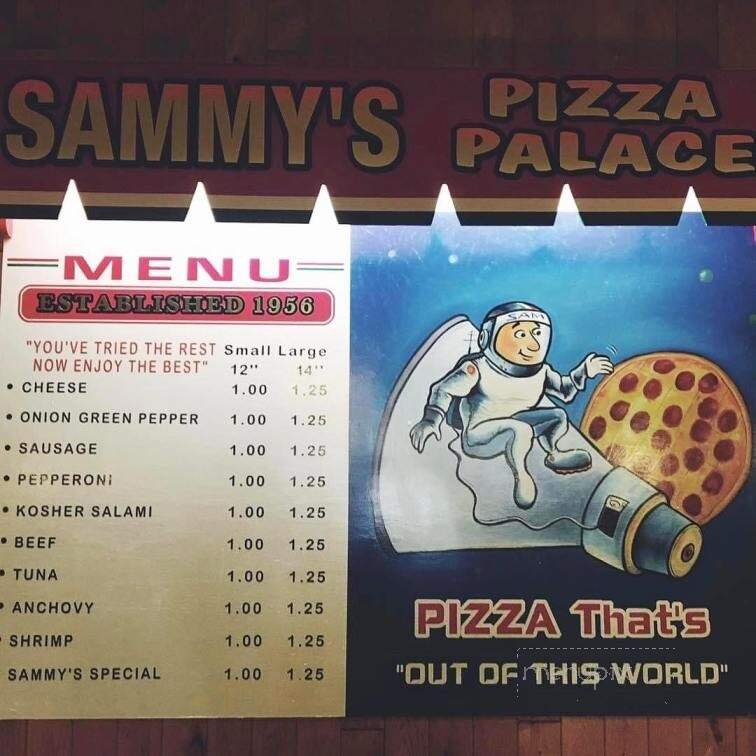 SAMMY'S PIZZA PALACE
MENU
ESTABLISHED 1956
"YOU'VE TRIED THE REST
NOW ENJOY THE BEST"
Small Large
12" 14"
• CHEESE 1.00 1.25
• ONION GREEN PEPPER 1.00 1.25
• SAUSAGE 1.00 1.25
• PEPPERONI 1.00 1.25
• KOSHER SALAMI 1.00 1.25
• BEEF 1.00 1.25
• TUNA 1.00 1.25
• ANCHOVY 1.00 1.25
• SHRIMP 1.00 1.25
SAMMY'S SPECIAL 1.00 1.25
SAM
PIZZA That's
"OUT OF THIS WORLD"